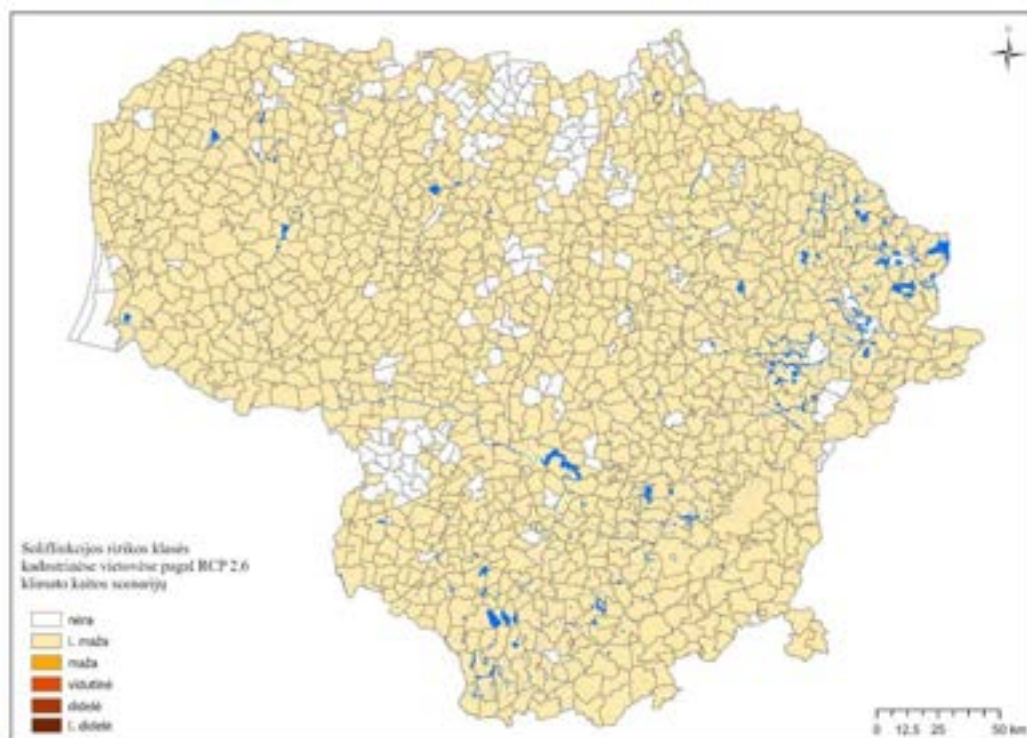 Solifliukcijos rizikos klasės
kadastrinėse vietovėse pagal RCP 2,6
klimato kaitos scenarijų
nėra
l. maža
maža
vidutinė
didelė
l. didelė
0 12,5 25 50 km